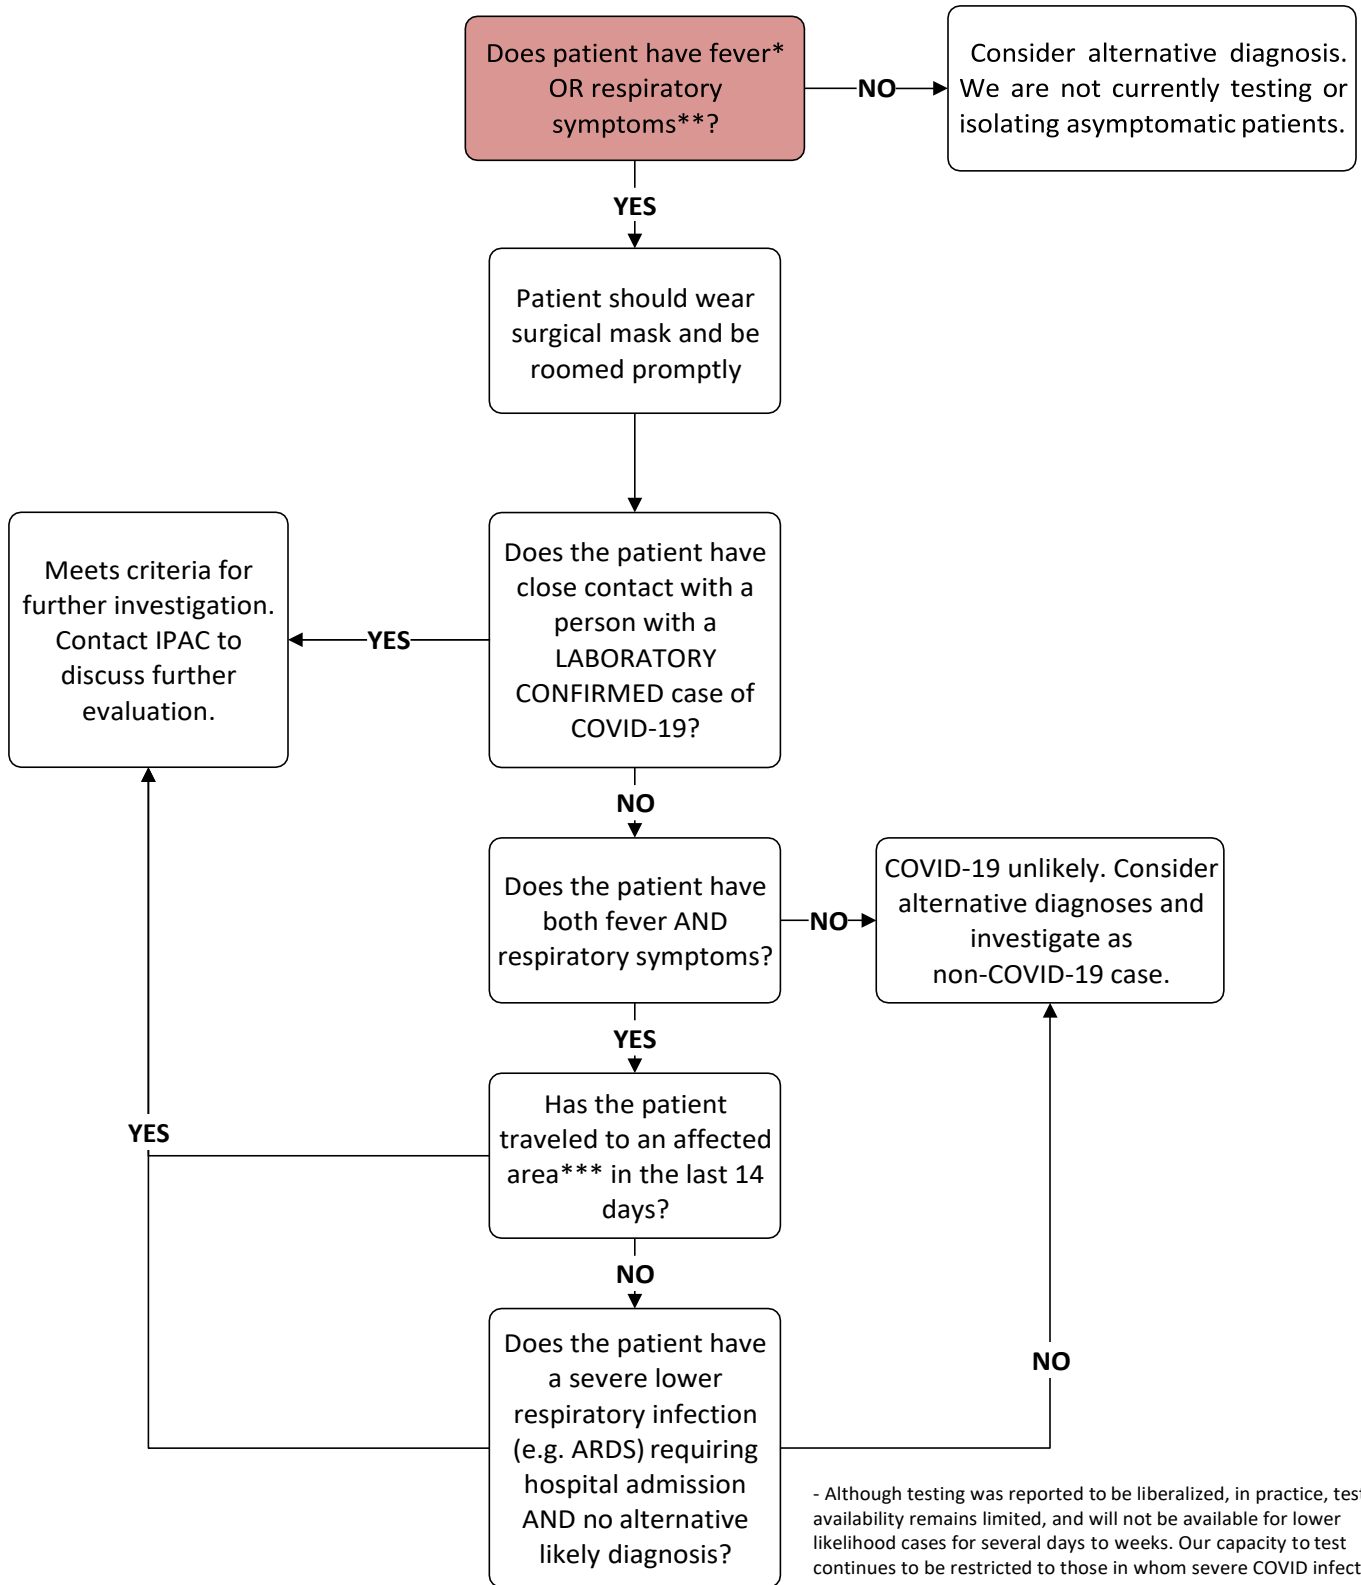 Does patient have fever*
OR respiratory
symptoms**?
NO
Consider alternative diagnosis.
We are not currently testing or
isolating asymptomatic patients.
YES
Patient should wear
surgical mask and be
roomed promptly
Does the patient have
close contact with a
person with a
LABORATORY
CONFIRMED case of
COVID-19?
YES
Meets criteria for
further investigation.
Contact IPAC to
discuss further
evaluation.
NO
Does the patient have
both fever AND
respiratory symptoms?
NO
COVID-19 unlikely. Consider
alternative diagnoses and
investigate as
non-COVID-19 case.
YES
Has the patient
traveled to an affected
area*** in the last 14
days?
YES
NO
Does the patient have
a severe lower
respiratory infection
(e.g. ARDS) requiring
hospital admission
AND no alternative
likely diagnosis?
NO
- Although testing was reported to be liberalized, in practice, test
availability remains limited, and will not be available for lower
likelihood cases for several days to weeks. Our capacity to test
continues to be restricted to those in whom severe COVID infect